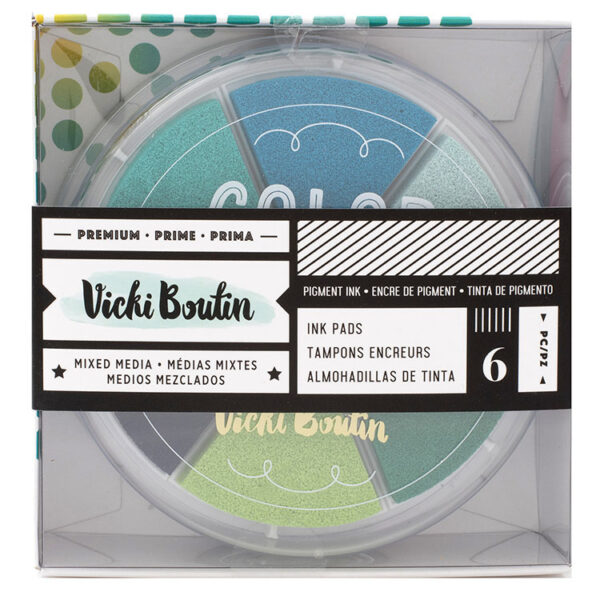 COLOR
PREMIUM • PRIME • PRIMA
Vicki Boutin
MIXED MEDIA • MÉDIAS MIXTES
MEDIOS MEZCLADOS
PIGMENT INK • ENCRE DE PIGMENT • TINTA DE PIGMENTO
INK PADS
TAMPONS ENCREURS
ALMOHADILLAS DE TINTA
6
PC/PZ
Vicki Boutin